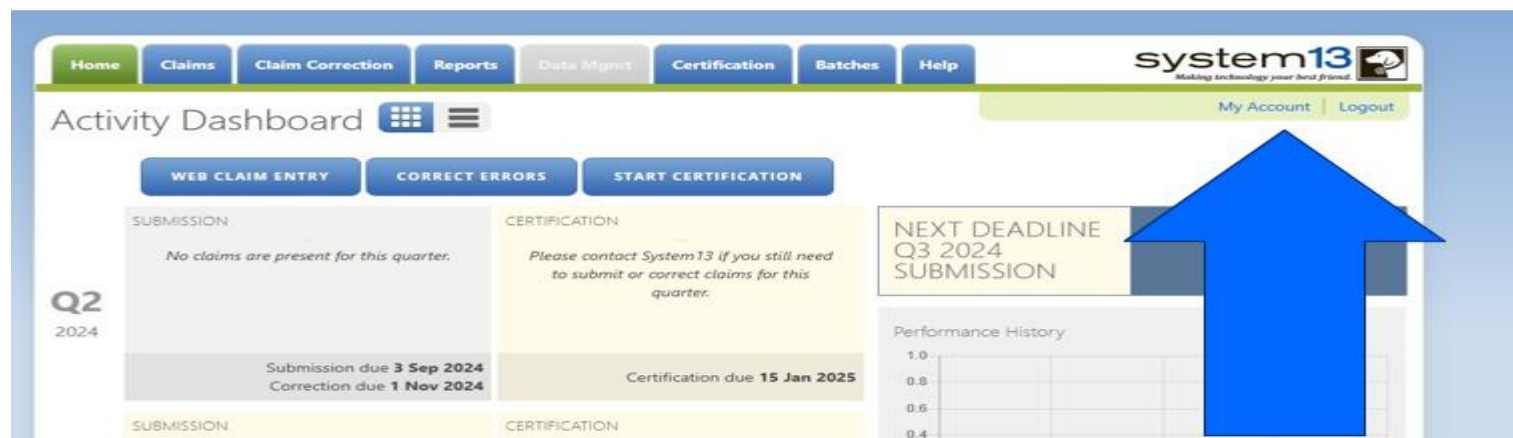 Home Claims Claim Correction Reports Data Mgmt Certification Batches Help
system13
Making technology your best friend.
My Account | Logout
Activity Dashboard
WEB CLAIM ENTRY CORRECT ERRORS START CERTIFICATION
Q2
2024
SUBMISSION
No claims are present for this quarter.
Submission due 3 Sep 2024
Correction due 1 Nov 2024
CERTIFICATION
Please contact System13 if you still need
to submit or correct claims for this
quarter.
Certification due 15 Jan 2025
NEXT DEADLINE
Q3 2024
SUBMISSION
Performance History
1.0
0.8
0.6
0.4
SUBMISSION
CERTIFICATION